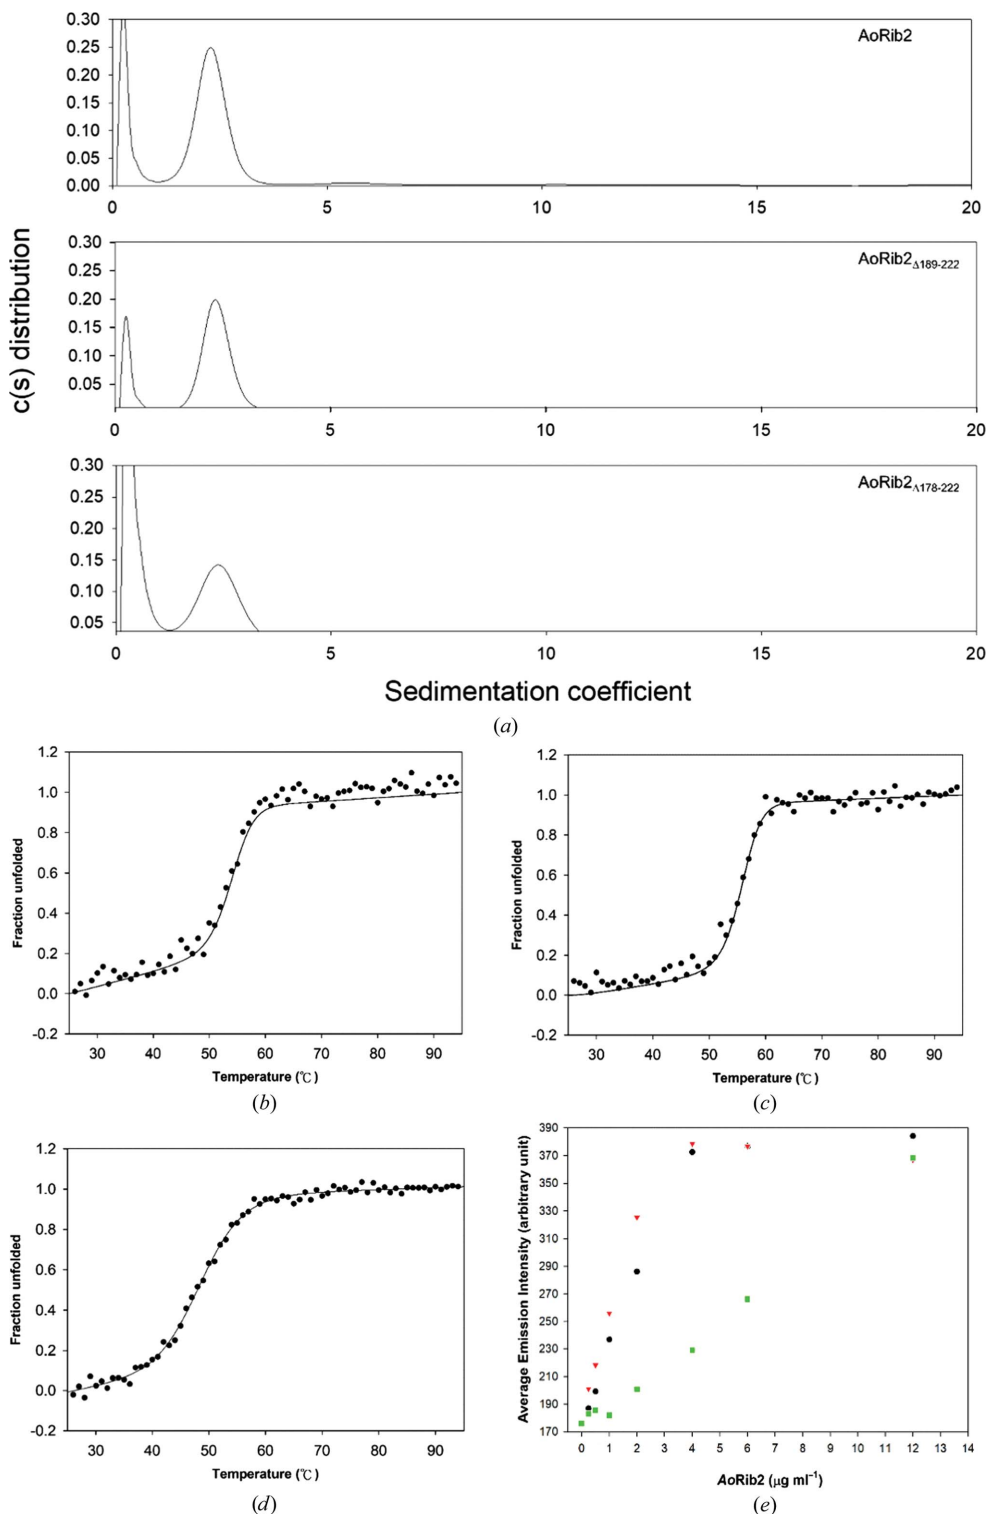 AoRib2
0.30
0.25
0.20
0.15
0.10
0.05
0.00
0 5 10 15 20
AoRib2Δ189-222
0.30
0.25
0.20
0.15
0.10
0.05
0 5 10 15 20
c(s) distribution
AoRib2Δ178-222
0.30
0.25
0.20
0.15
0.10
0.05
0 5 10 15 20
Sedimentation coefficient
(a)
1.2
1.0
0.8
0.6
0.4
0.2
0.0
-0.2
Fraction unfolded
30 40 50 60 70 80 90
Temperature (℃)
(b)
1.2
1.0
0.8
0.6
0.4
0.2
0.0
-0.2
Fraction unfolded
30 40 50 60 70 80 90
Temperature (℃)
(c)
1.2
1.0
0.8
0.6
0.4
0.2
0.0
-0.2
Fraction unfolded
30 40 50 60 70 80 90
Temperature (℃)
(d)
390
370
350
330
310
290
270
250
230
210
190
170
Average Emission Intensity (arbitrary unit)
0 1 2 3 4 5 6 7 8 9 10 11 12 13 14
AoRib2 (μg ml⁻¹)
(e)